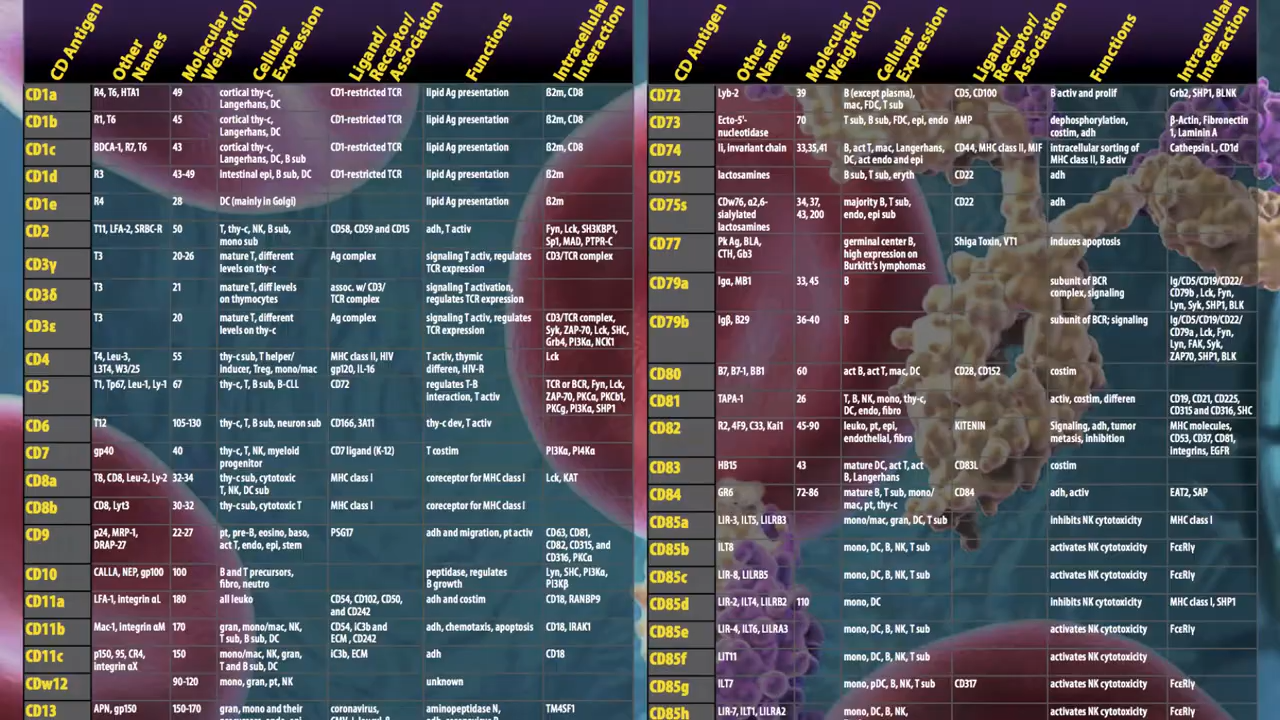 CD Antigen
Other Names
Molecular Weight (kD)
Cellular Expression
Ligand/ Receptor/ Association
Functions
Intracellular Interaction
CD1a R4, T6, HTA1 49 cortical thy-c, Langerhans, DC CD1-restricted TCR lipid Ag presentation ß2m, CD8
CD1b R1, T6 45 cortical thy-c, Langerhans, DC CD1-restricted TCR lipid Ag presentation ß2m, CD8
CD1c BDCA-1, R7, T6 43 cortical thy-c, Langerhans, DC, B sub CD1-restricted TCR lipid Ag presentation ß2m, CD8
CD1d R3 43-49 intestinal epi, B sub, DC CD1-restricted TCR lipid Ag presentation ß2m
CD1e R4 28 DC (mainly in Golgi) lipid Ag presentation ß2m
CD2 T11, LFA-2, SRBC-R 50 T, thy-c, NK, B sub, mono sub CD58, CD59 and CD15 adh, T activ Fyn, Lck, SH3KBP1, Sp1, MAD, PTPR-C
CD3γ T3 20-26 mature T, different levels on thy-c Ag complex signaling T activ, regulates TCR expression CD3/TCR complex
CD3δ T3 21 mature T, diff levels on thymocytes assoc. w/ CD3/ TCR complex signaling T activation, regulates TCR expression
CD3ε T3 20 mature T, different levels on thy-c Ag complex signaling T activ, regulates TCR expression CD3/TCR complex, Syk, ZAP-70, Lck, SHC, Grb4, PI3Kα, NCK1
CD4 T4, Leu-3, L3T4, W3/25 55 thy-c sub, T helper/ inducer, Treg, mono/mac MHC class II, HIV gp120, IL-16 T activ, thymic differen, HIV-R Lck
CD5 T1, Tp67, Leu-1, Ly-1 67 thy-c, T, B sub, B-CLL CD72 regulates T-B interaction, T activ TCR or BCR, Fyn, Lck, ZAP-70, PKCα, PKCb1, PKCg, PI3Kα, SHP1
CD6 T12 105-130 thy-c, T, B sub, neuron sub CD166, 3A11 thy-c dev, T activ
CD7 gp40 40 thy-c, T, NK, myeloid progenitor CD7 ligand (K-12) T costim PI3Kα, PI4Kα
CD8a T8, CD8, Leu-2, Ly-2 32-34 thy-c sub, cytotoxic T, NK, DC sub MHC class I coreceptor for MHC class I Lck, KAT
CD8b CD8, Lyt3 30-32 thy-c sub, cytotoxic T MHC class I coreceptor for MHC class I
CD9 p24, MRP-1, DRAP-27 22-27 pt, pre-B, eosino, baso, act T, endo, epi, stem PSG17 adh and migration, pt activ CD63, CD81, CD82, CD315, and CD316, PKCα
CD10 CALLA, NEP, gp100 100 B and T precursors, fibro, neutro peptidase, regulates B growth Lyn, SHC, PI3Kα, PI3Kβ
CD11a LFA-1, integrin αL 180 all leuko CD54, CD102, CD50, and CD242 adh and costim CD18, RANBP9
CD11b Mac-1, integrin αM 170 gran, mono/mac, NK, T sub, B sub, DC CD54, iC3b and ECM , CD242 adh, chemotaxis, apoptosis CD18, IRAK1
CD11c p150, 95, CR4, integrin αX 150 mono/mac, NK, gran, T and B sub, DC iC3b, ECM adh CD18
CDw12 90-120 mono, gran, pt, NK unknown
CD13 APN, gp150 150-170 gran, mono and their coronavirus, aminopeptidase N, TM4SF1
CD Antigen
Other Names
Molecular Weight (kD)
Cellular Expression
Ligand/ Receptor/ Association
Functions
Intracellular Interaction
CD72 Lyb-2 39 B (except plasma), mac, FDC, T sub CD5, CD100 B activ and prolif Grb2, SHP1, BLNK
CD73 Ecto-5'- nucleotidase 70 T sub, B sub, FDC, epi, endo AMP dephosphorylation, costim, adh β-Actin, Fibronectin 1, Laminin A
CD74 Ii, invariant chain 33,35,41 B, act T, mac, Langerhans, DC, act endo and epi CD44, MHC class II, MIF intracellular sorting of MHC class II, B activ Cathepsin L, CD1d
CD75 lactosamines B sub, T sub, eryth CD22 adh
CD75s CDw76, α2,6- sialylated lactosamines 34, 37, 43, 200 majority B, T sub, endo, epi sub CD22 adh
CD77 Pk Ag, BLA, CTH, Gb3 germinal center B, high expression on Burkitt's lymphomas Shiga Toxin, VT1 induces apoptosis
CD79a Igα, MB1 33, 45 B subunit of BCR complex, signaling Ig/CD5/CD19/CD22/ CD79b , Lck, Fyn, Lyn, Syk, SHP1, BLK
CD79b Igβ, B29 36-40 B subunit of BCR; signaling Ig/CD5/CD19/CD22/ CD79a , Lck, Fyn, Lyn, FAK, Syk, ZAP70, SHP1, BLK
CD80 B7, B7-1, BB1 60 act B, act T, mac, DC CD28, CD152 costim
CD81 TAPA-1 26 T, B, NK, mono, thy-c, DC, endo, fibro activ, costim, differen CD19, CD21, CD225, CD315 and CD316, SHC
CD82 R2, 4F9, C33, Kai1 45-90 leuko, pt, epi, endothelial, fibro KITENIN Signaling, adh, tumor metasis, inhibition MHC molecules, CD53, CD37, CD81, Integrins, EGFR
CD83 HB15 43 mature DC, act T, act B, Langerhans CD83L costim
CD84 GR6 72-86 mature B, T sub, mono/ mac, pt, thy-c CD84 adh, activ EAT2, SAP
CD85a LIR-3, ILT5, LILRB3 mono/mac, gran, DC, T sub inhibits NK cytotoxicity MHC class I
CD85b ILT8 mono, DC, B, NK, T sub activates NK cytotoxicity FcεRIγ
CD85c LIR-8, LILRB5 mono, DC, B, NK, T sub activates NK cytotoxicity FcεRIγ
CD85d LIR-2, ILT4, LILRB2 110 mono, DC inhibits NK cytotoxicity MHC class I, SHP1
CD85e LIR-4, ILT6, LILRA3 mono, DC, B, NK, T sub activates NK cytotoxicity FcεRIγ
CD85f LIT11 mono, DC, B, NK, T sub activates NK cytotoxicity
CD85g ILT7 mono, pDC, B, NK, T sub CD317 activates NK cytotoxicity FcεRIγ
CD85h LIR-7, ILT1, LILRA2 mono, DC, B, NK, activates NK cytotoxicity FcεRIγ